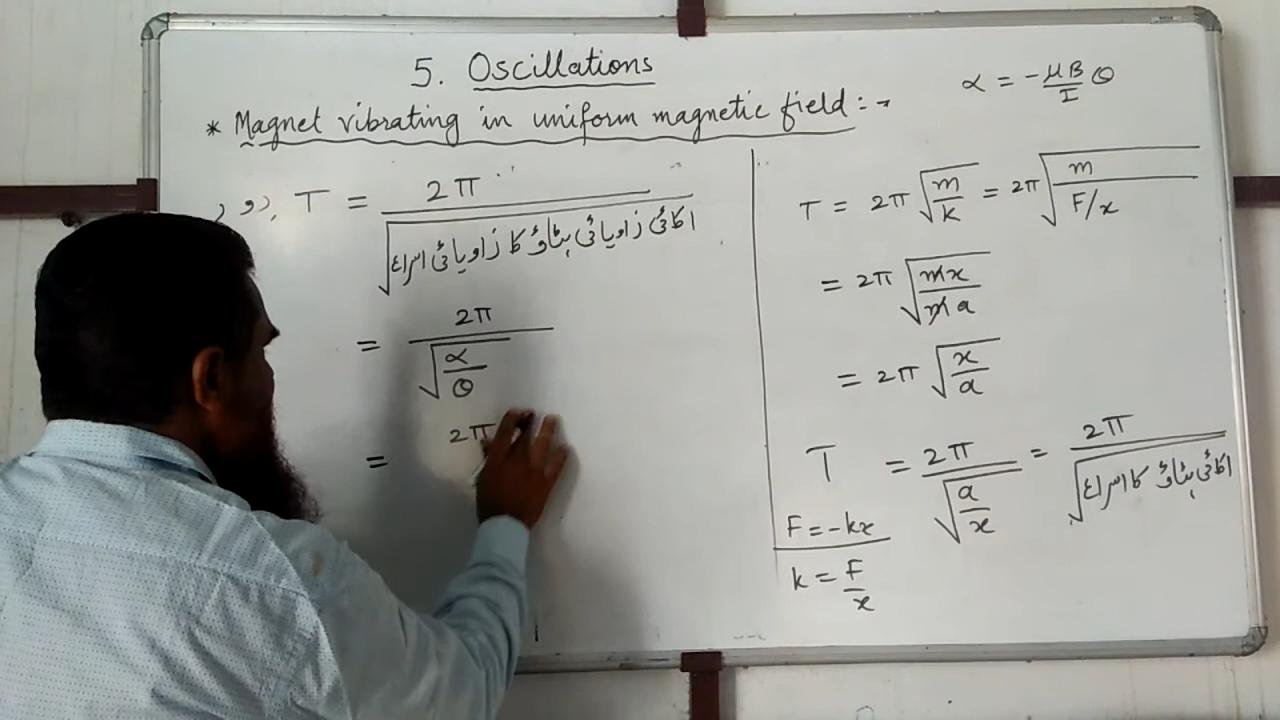 5. Oscillations
α = -μB/I θ
* Magnet vibrating in uniform magnetic field :-
دور, T = 2π / √اکائی زاویائی ہٹاؤ کا زاویائی اسراع
= 2π / √(α/θ)
= 2π
T = 2π √(m/k) = 2π √(m / F/x)
= 2π √(mx/ma)
= 2π √(x/a)
T = 2π / √(a/x) = 2π / √اکائی ہٹاؤ کا اسراع
F = -kx
k = F/x